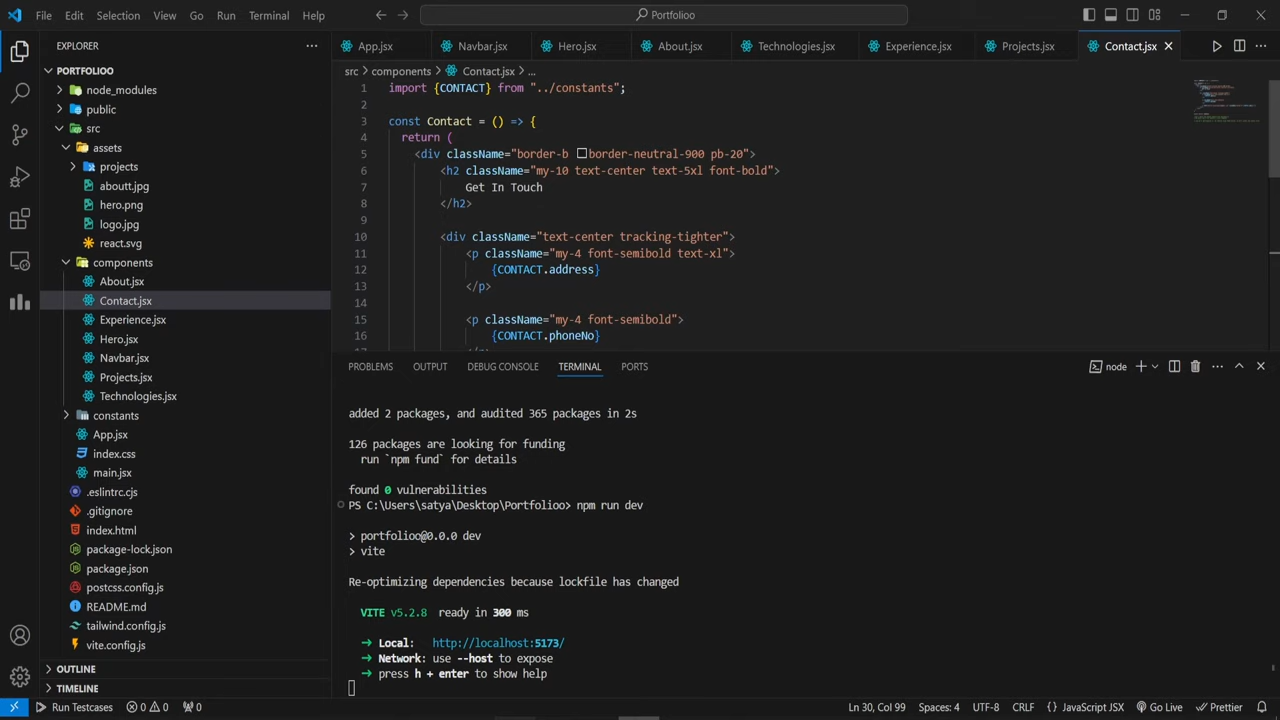 File Edit Selection View Go Run Terminal Help
Portfolioo
EXPLORER
PORTFOLIOO
node_modules
public
src
assets
projects
aboutt.jpg
hero.png
logo.jpg
react.svg
components
About.jsx
Contact.jsx
Experience.jsx
Hero.jsx
Navbar.jsx
Projects.jsx
Technologies.jsx
constants
App.jsx
index.css
main.jsx
.eslintrc.cjs
.gitignore
index.html
package-lock.json
package.json
postcss.config.js
README.md
tailwind.config.js
vite.config.js
OUTLINE
TIMELINE
App.jsx Navbar.jsx Hero.jsx About.jsx Technologies.jsx Experience.jsx Projects.jsx Contact.jsx
src > components > Contact.jsx > ...
1 import {CONTACT} from "../constants";
2
3 const Contact = () => {
4 return (
5 <div className="border-b border-neutral-900 pb-20">
6 <h2 className="my-10 text-center text-5xl font-bold">
7 Get In Touch
8 </h2>
9
10 <div className="text-center tracking-tighter">
11 <p className="my-4 font-semibold text-xl">
12 {CONTACT.address}
13 </p>
14
15 <p className="my-4 font-semibold">
16 {CONTACT.phoneNo}
17 </p>
PROBLEMS OUTPUT DEBUG CONSOLE TERMINAL PORTS
node
added 2 packages, and audited 365 packages in 2s
126 packages are looking for funding
run `npm fund` for details
found 0 vulnerabilities
PS C:\Users\satya\Desktop\Portfolioo> npm run dev
> portfolioo@0.0.0 dev
> vite
Re-optimizing dependencies because lockfile has changed
VITE v5.2.8 ready in 300 ms
➜ Local: http://localhost:5173/
➜ Network: use --host to expose
➜ press h + enter to show help
Run Testcases 0 0 0 Ln 30, Col 99 Spaces: 4 UTF-8 CRLF {} JavaScript JSX Go Live Prettier